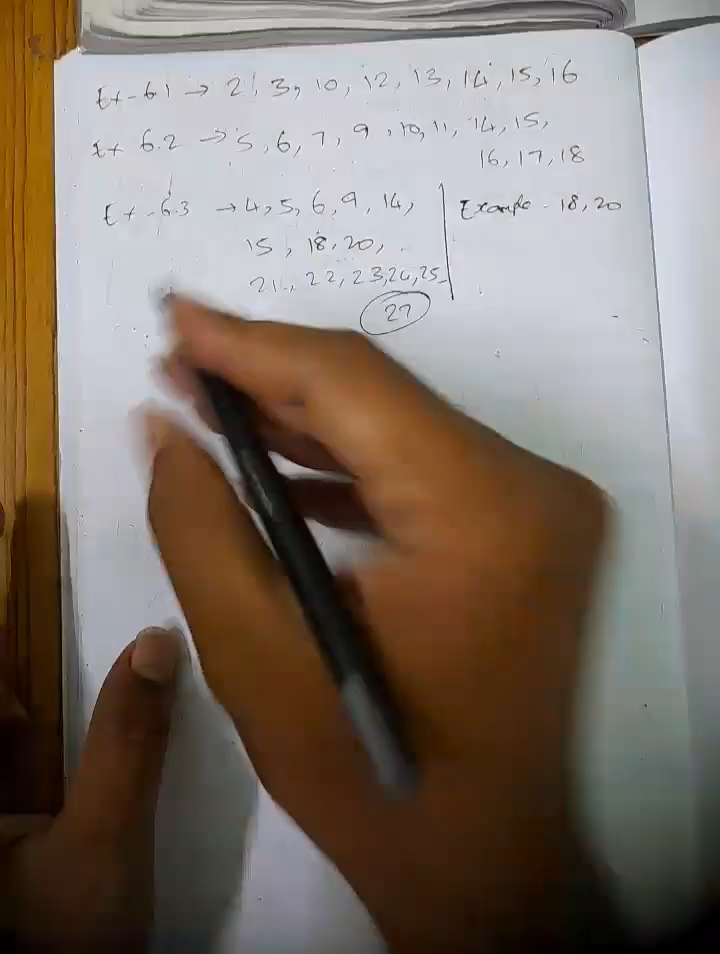 Ex - 6.1 → 2, 3, 10, 12, 13, 14, 15, 16
Ex 6.2 → 5, 6, 7, 9, 10, 11, 14, 15,
16, 17, 18
Ex - 6.3 → 4, 5, 6, 9, 14,
15, 18, 20,
21, 22, 23, 24, 25
27
Example - 18, 20